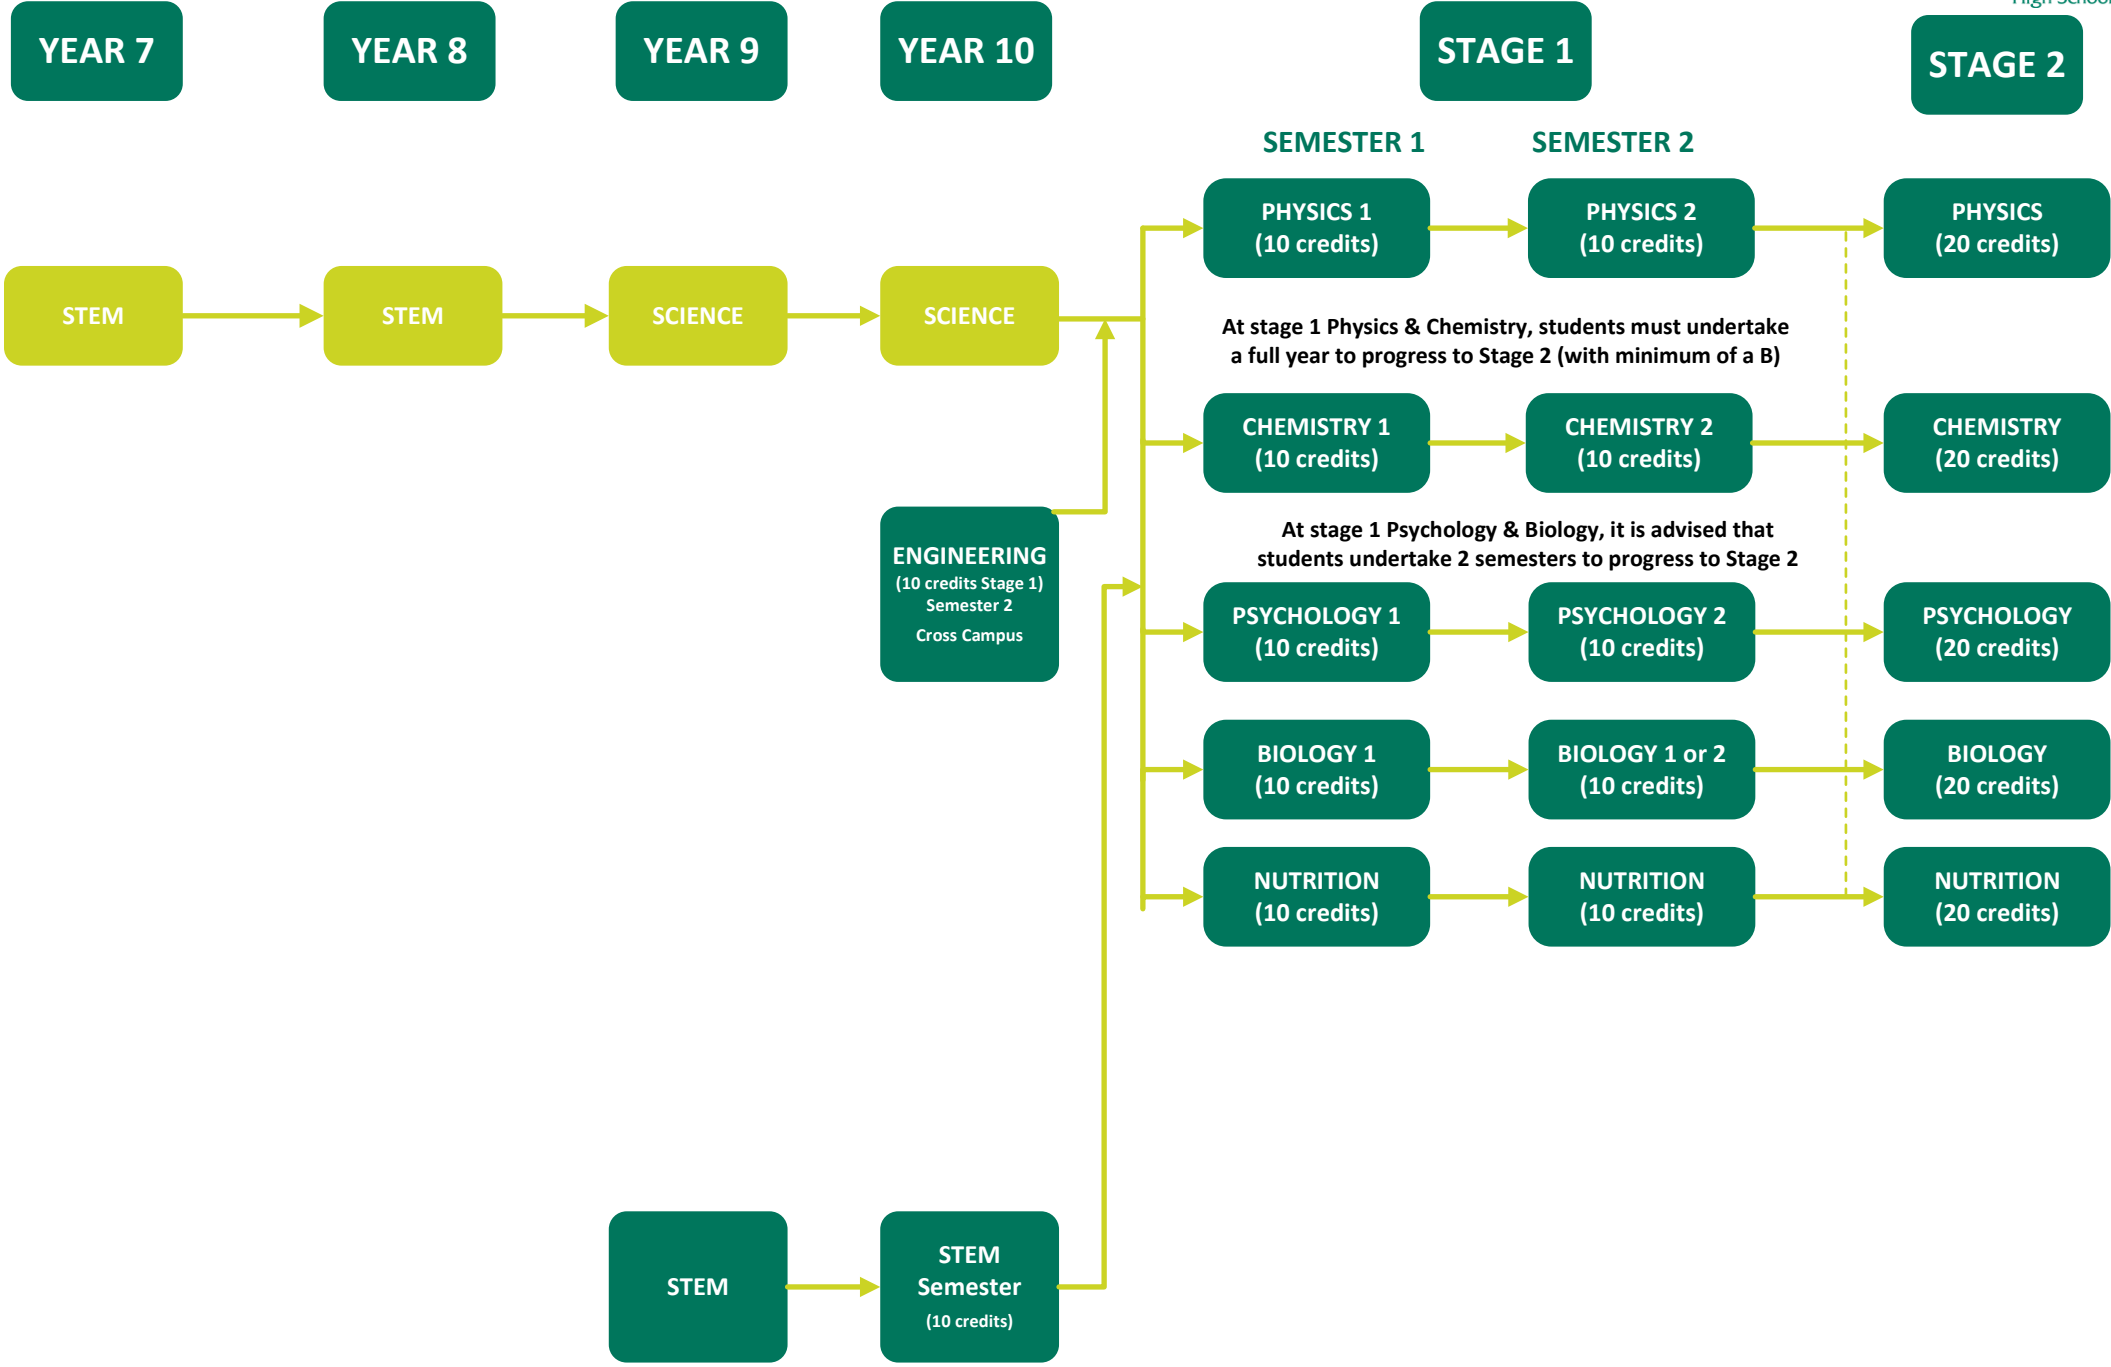 High School
YEAR 7
YEAR 8
YEAR 9
YEAR 10
STAGE 1
STAGE 2
SEMESTER 1
SEMESTER 2
PHYSICS 1
(10 credits)
PHYSICS 2
(10 credits)
PHYSICS
(20 credits)
STEM
STEM
SCIENCE
SCIENCE
At stage 1 Physics & Chemistry, students must undertake
a full year to progress to Stage 2 (with minimum of a B)
CHEMISTRY 1
(10 credits)
CHEMISTRY 2
(10 credits)
CHEMISTRY
(20 credits)
ENGINEERING
(10 credits Stage 1)
Semester 2
Cross Campus
At stage 1 Psychology & Biology, it is advised that
students undertake 2 semesters to progress to Stage 2
PSYCHOLOGY 1
(10 credits)
PSYCHOLOGY 2
(10 credits)
PSYCHOLOGY
(20 credits)
BIOLOGY 1
(10 credits)
BIOLOGY 1 or 2
(10 credits)
BIOLOGY
(20 credits)
NUTRITION
(10 credits)
NUTRITION
(10 credits)
NUTRITION
(20 credits)
STEM
STEM
Semester
(10 credits)